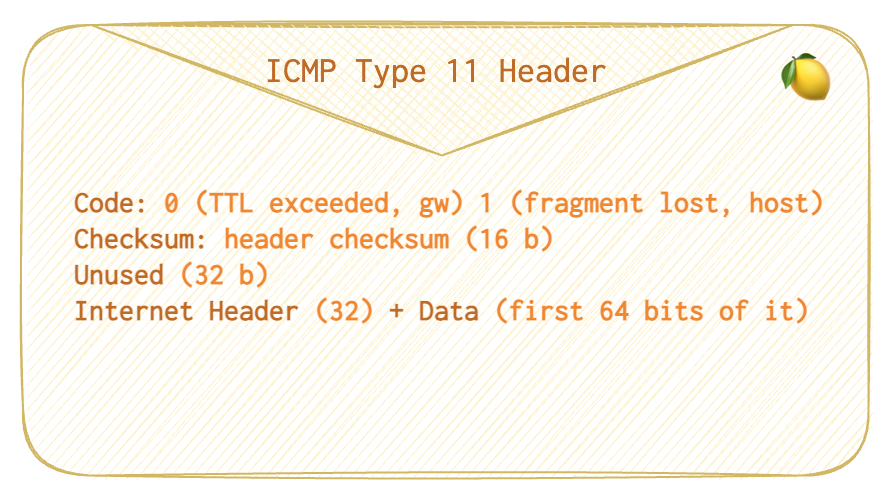 ICMP Type 11 Header
Code: 0 (TTL exceeded, gw) 1 (fragment lost, host)
Checksum: header checksum (16 b)
Unused (32 b)
Internet Header (32) + Data (first 64 bits of it)